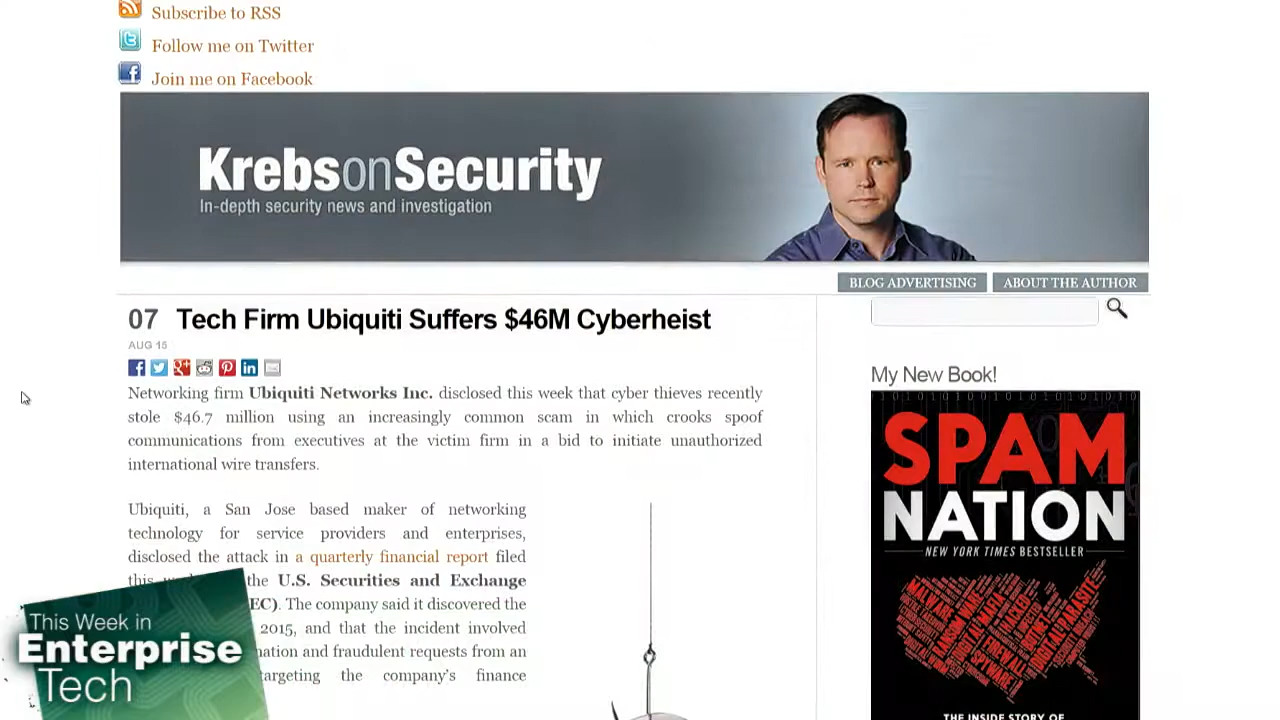 Subscribe to RSS
Follow me on Twitter
Join me on Facebook
KrebsonSecurity
In-depth security news and investigation
BLOG ADVERTISING
ABOUT THE AUTHOR
07 Tech Firm Ubiquiti Suffers $46M Cyberheist
AUG 15
Networking firm Ubiquiti Networks Inc. disclosed this week that cyber thieves recently
stole $46.7 million using an increasingly common scam in which crooks spoof
communications from executives at the victim firm in a bid to initiate unauthorized
international wire transfers.
Ubiquiti, a San Jose based maker of networking
technology for service providers and enterprises,
disclosed the attack in a quarterly financial report filed
this the U.S. Securities and Exchange
EC). The company said it discovered the
2015, and that the incident involved
nation and fraudulent requests from an
targeting the company's finance
My New Book!
SPAM
NATION
NEW YORK TIMES BESTSELLER
THE INSIDE STORY OF
This Week in
Enterprise
Tech